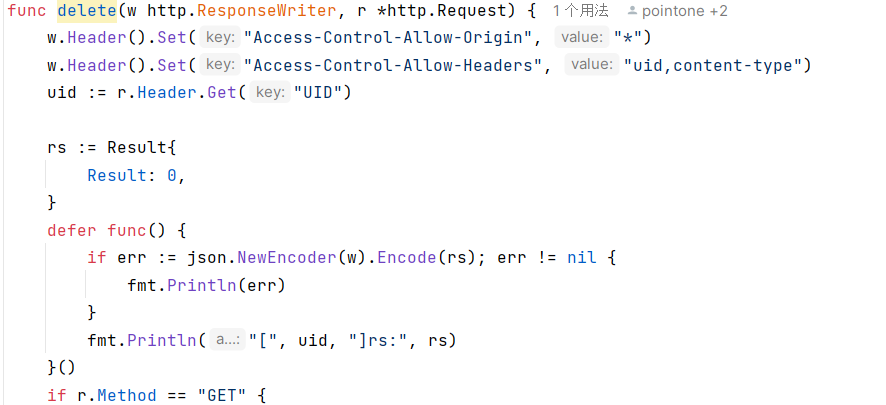 func delete(w http.ResponseWriter, r *http.Request) { 1个用法 pointone +2
w.Header().Set( key: "Access-Control-Allow-Origin", value: "*")
w.Header().Set( key: "Access-Control-Allow-Headers", value: "uid,content-type")
uid := r.Header.Get( key: "UID")
rs := Result{
Result: 0,
}
defer func() {
if err := json.NewEncoder(w).Encode(rs); err != nil {
fmt.Println(err)
}
fmt.Println( a...: "[", uid, "]rs:", rs)
}()
if r.Method == "GET" {